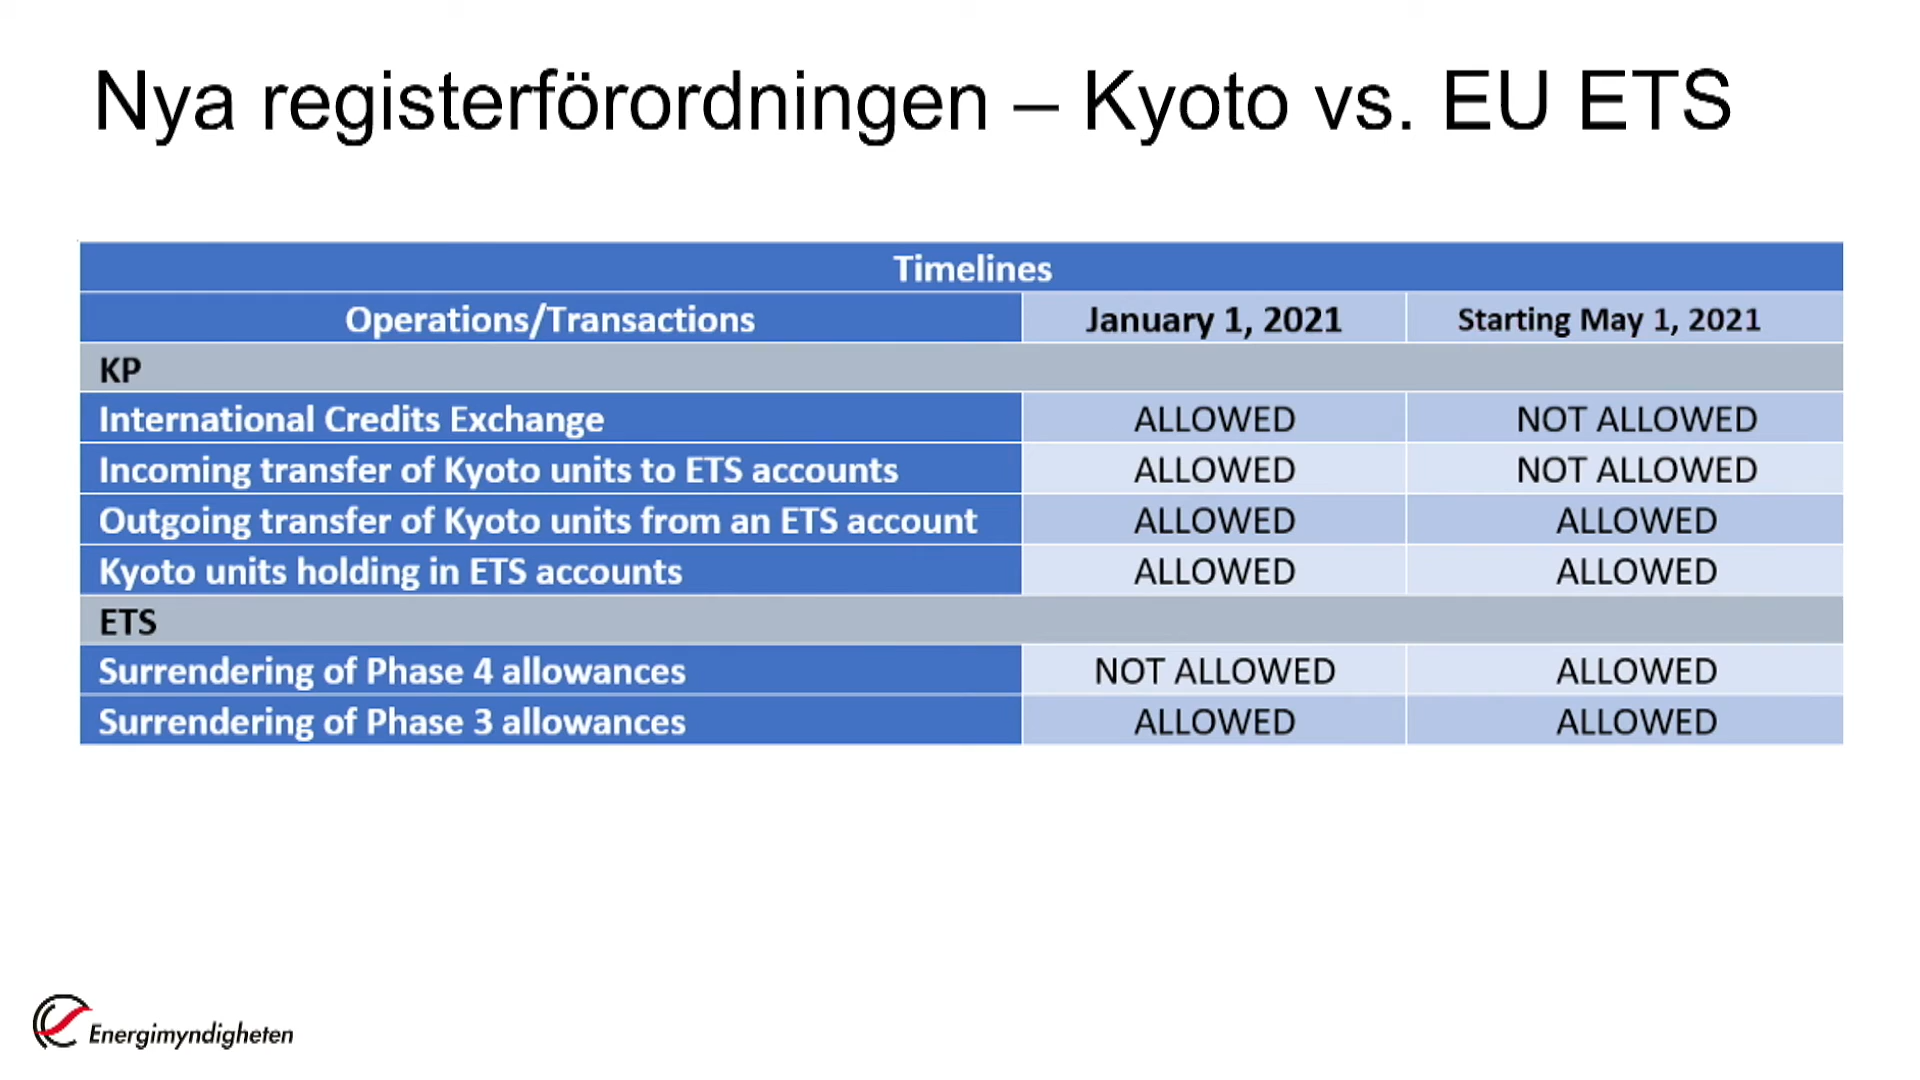 Nya registerförordningen – Kyoto vs. EU ETS
Timelines
Operations/Transactions January 1, 2021 Starting May 1, 2021
KP
International Credits Exchange ALLOWED NOT ALLOWED
Incoming transfer of Kyoto units to ETS accounts ALLOWED NOT ALLOWED
Outgoing transfer of Kyoto units from an ETS account ALLOWED ALLOWED
Kyoto units holding in ETS accounts ALLOWED ALLOWED
ETS
Surrendering of Phase 4 allowances NOT ALLOWED ALLOWED
Surrendering of Phase 3 allowances ALLOWED ALLOWED
Energimyndigheten